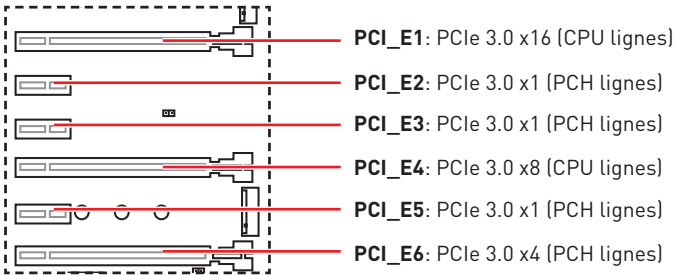 PCI_E1: PCIe 3.0 x16 (CPU lignes)
PCI_E2: PCIe 3.0 x1 (PCH lignes)
PCI_E3: PCIe 3.0 x1 (PCH lignes)
PCI_E4: PCIe 3.0 x8 (CPU lignes)
PCI_E5: PCIe 3.0 x1 (PCH lignes)
PCI_E6: PCIe 3.0 x4 (PCH lignes)